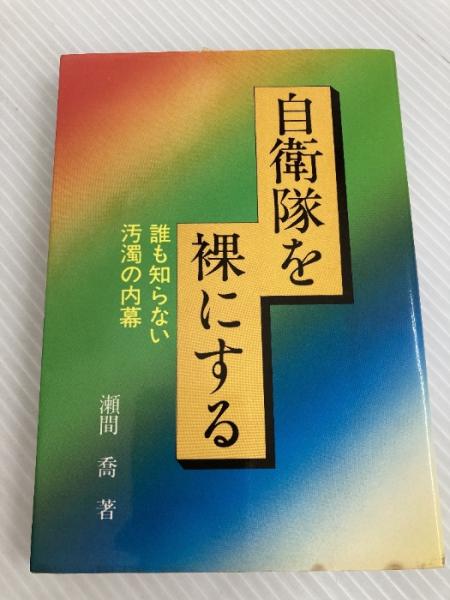 自衛隊を
裸にする
誰も知らない
汚濁の内幕
瀬間 喬 著